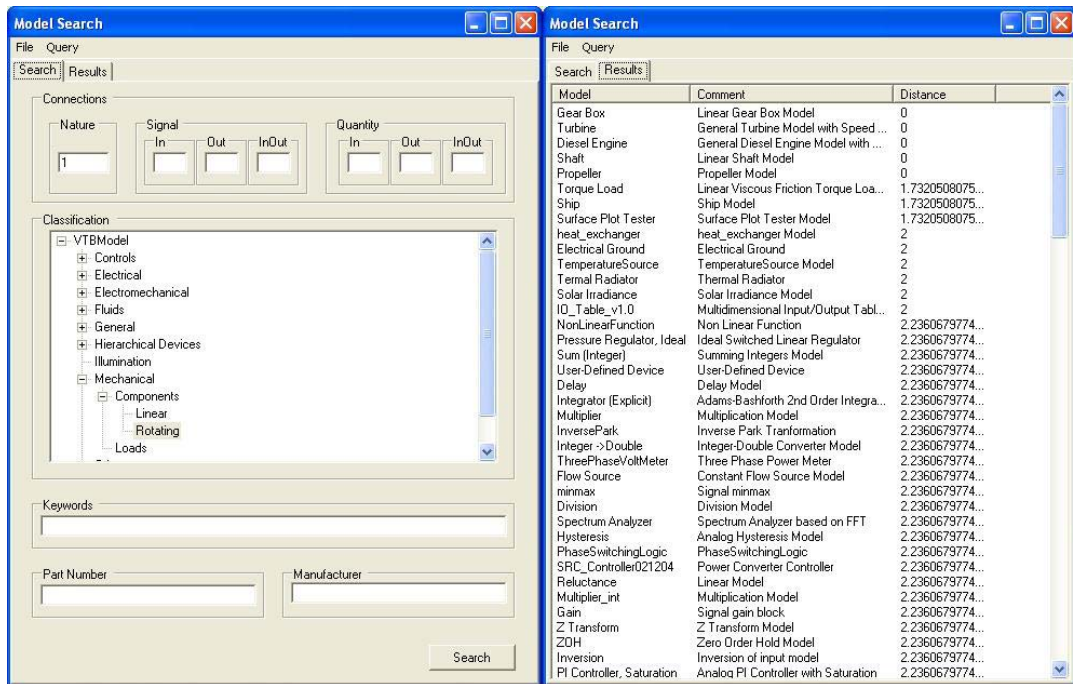 Model Search
File Query
Search Results
Connections
Nature Signal Quantity
In Out InOut In Out InOut
1
Classification
VTBModel
Controls
Electrical
Electromechanical
Fluids
General
Hierarchical Devices
Illumination
Mechanical
Components
Linear
Rotating
Loads
Keywords
Part Number Manufacturer
Search
Model Search
File Query
Search Results
Model Comment Distance
Gear Box Linear Gear Box Model 0
Turbine General Turbine Model with Speed ... 0
Diesel Engine General Diesel Engine Model with ... 0
Shaft Linear Shaft Model 0
Propeller Propeller Model 0
Torque Load Linear Viscous Friction Torque Loa... 1.7320508075...
Ship Ship Model 1.7320508075...
Surface Plot Tester Surface Plot Tester Model 1.7320508075...
heat_exchanger heat_exchanger Model 2
Electrical Ground Electrical Ground 2
TemperatureSource TemperatureSource Model 2
Termal Radiator Thermal Radiator 2
Solar Irradiance Solar Irradiance Model 2
IO_Table_v1.0 Multidimensional Input/Output Tabl... 2
NonLinearFunction Non Linear Function 2.2360679774...
Pressure Regulator, Ideal Ideal Switched Linear Regulator 2.2360679774...
Sum (Integer) Summing Integers Model 2.2360679774...
User-Defined Device User-Defined Device 2.2360679774...
Delay Delay Model 2.2360679774...
Integrator (Explicit) Adams-Bashforth 2nd Order Integra... 2.2360679774...
Multiplier Multiplication Model 2.2360679774...
InversePark Inverse Park Tranformation 2.2360679774...
Integer ->Double Integer-Double Converter Model 2.2360679774...
ThreePhaseVoltMeter Three Phase Power Meter 2.2360679774...
Flow Source Constant Flow Source Model 2.2360679774...
minmax Signal minmax 2.2360679774...
Division Division Model 2.2360679774...
Spectrum Analyzer Spectrum Analyzer based on FFT 2.2360679774...
Hysteresis Analog Hysteresis Model 2.2360679774...
PhaseSwitchingLogic PhaseSwitchingLogic 2.2360679774...
SRC_Controller021204 Power Converter Controller 2.2360679774...
Reluctance Linear Model 2.2360679774...
Multiplier_int Multiplication Model 2.2360679774...
Gain Signal gain block 2.2360679774...
Z Transform Z Transform Model 2.2360679774...
ZOH Zero Order Hold Model 2.2360679774...
Inversion Inversion of input model 2.2360679774...
PI Controller, Saturation Analog PI Controller with Saturation 2.2360679774...